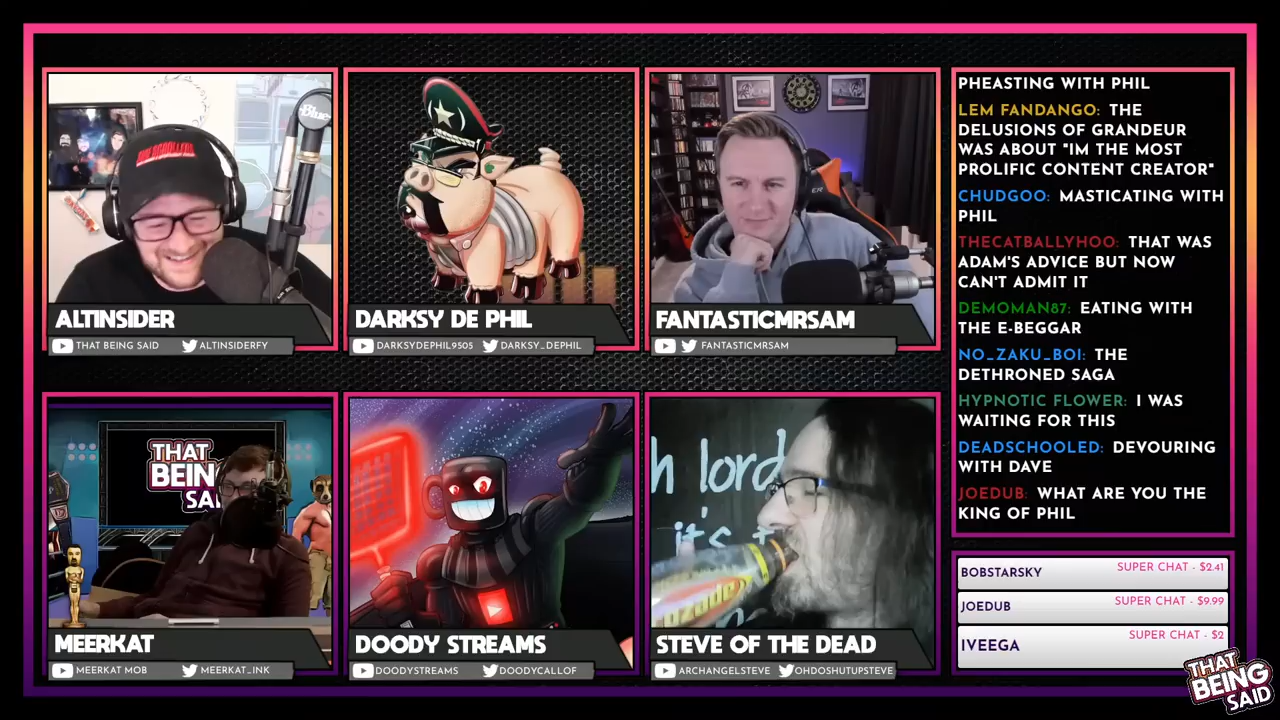 Blue
ALTINSIDER
THAT BEING SAID
ALTINSIDERFY
DARKSY DE PHIL
DARKSYDEPHIL9505
DARKSY_DEPHIL
FANTASTICMRSAM
FANTASTICMRSAM
THAT
BEING
SAI
MEERKAT
MEERKAT MOB
MEERKAT_INK
DOODY STREAMS
DOODYSTREAMS
DOODYCALLOF
h lord
it's t
STEVE OF THE DEAD
ARCHANGELSTEVE
OHDOSHUTUPSTEVE
PHEASTING WITH PHIL
LEM FANDANGO: THE
DELUSIONS OF GRANDEUR
WAS ABOUT "IM THE MOST
PROLIFIC CONTENT CREATOR"
CHUDGOO: MASTICATING WITH
PHIL
THECATBALLYHOO: THAT WAS
ADAM'S ADVICE BUT NOW
CAN'T ADMIT IT
DEMOMAN87: EATING WITH
THE E-BEGGAR
NO_ZAKU_BOI: THE
DETHRONED SAGA
HYPNOTIC FLOWER: I WAS
WAITING FOR THIS
DEADSCHOOLED: DEVOURING
WITH DAVE
JOEDUB: WHAT ARE YOU THE
KING OF PHIL
BOBSTARSKY SUPER CHAT - $2.41
JOEDUB SUPER CHAT - $9.99
IVEEGA SUPER CHAT - $2
THAT
BEING
SAID